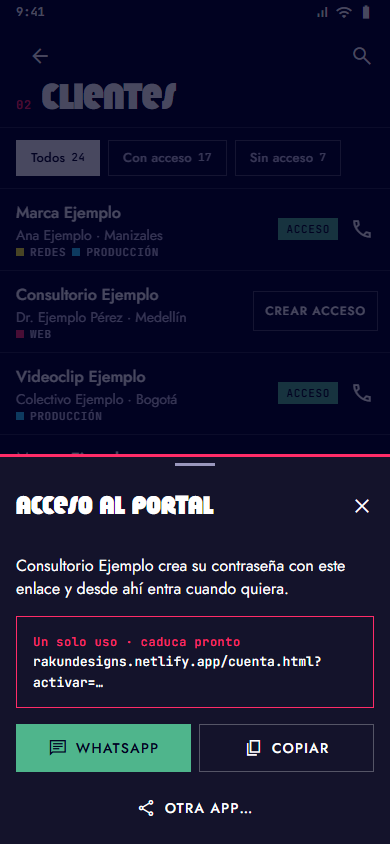 9:41
02 Clientes
Todos 24
Con acceso 17
Sin acceso 7
Marca Ejemplo
Ana Ejemplo · Manizales
REDES PRODUCCIÓN
ACCESO
Consultorio Ejemplo
Dr. Ejemplo Pérez · Medellín
WEB
CREAR ACCESO
Videoclip Ejemplo
Colectivo Ejemplo · Bogotá
PRODUCCIÓN
ACCESO
ACCESO AL PORTAL
Consultorio Ejemplo crea su contraseña con este
enlace y desde ahí entra cuando quiera.
Un solo uso · caduca pronto
rakundesigns.netlify.app/cuenta.html?
activar=…
WHATSAPP
COPIAR
OTRA APP…